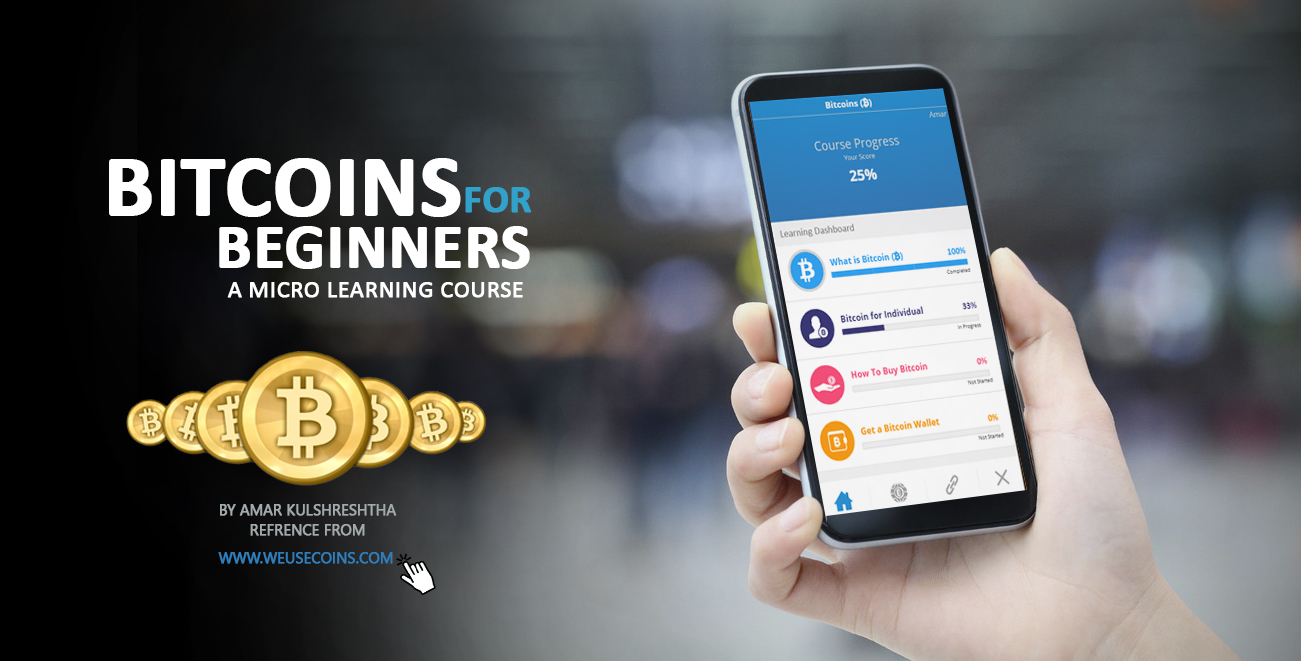 BITCOINS FOR
BEGINNERS
A MICRO LEARNING COURSE
BY AMAR KULSHRESHTHA
REFRENCE FROM
WWW.WEUSECOINS.COM
Bitcoins (₿)
Amar
Course Progress
Your Score
25%
Learning Dashboard
What is Bitcoin (₿) 100%
Completed
Bitcoin for Individual 33%
In Progress
How To Buy Bitcoin 0%
Not Started
Get a Bitcoin Wallet 0%
Not Started